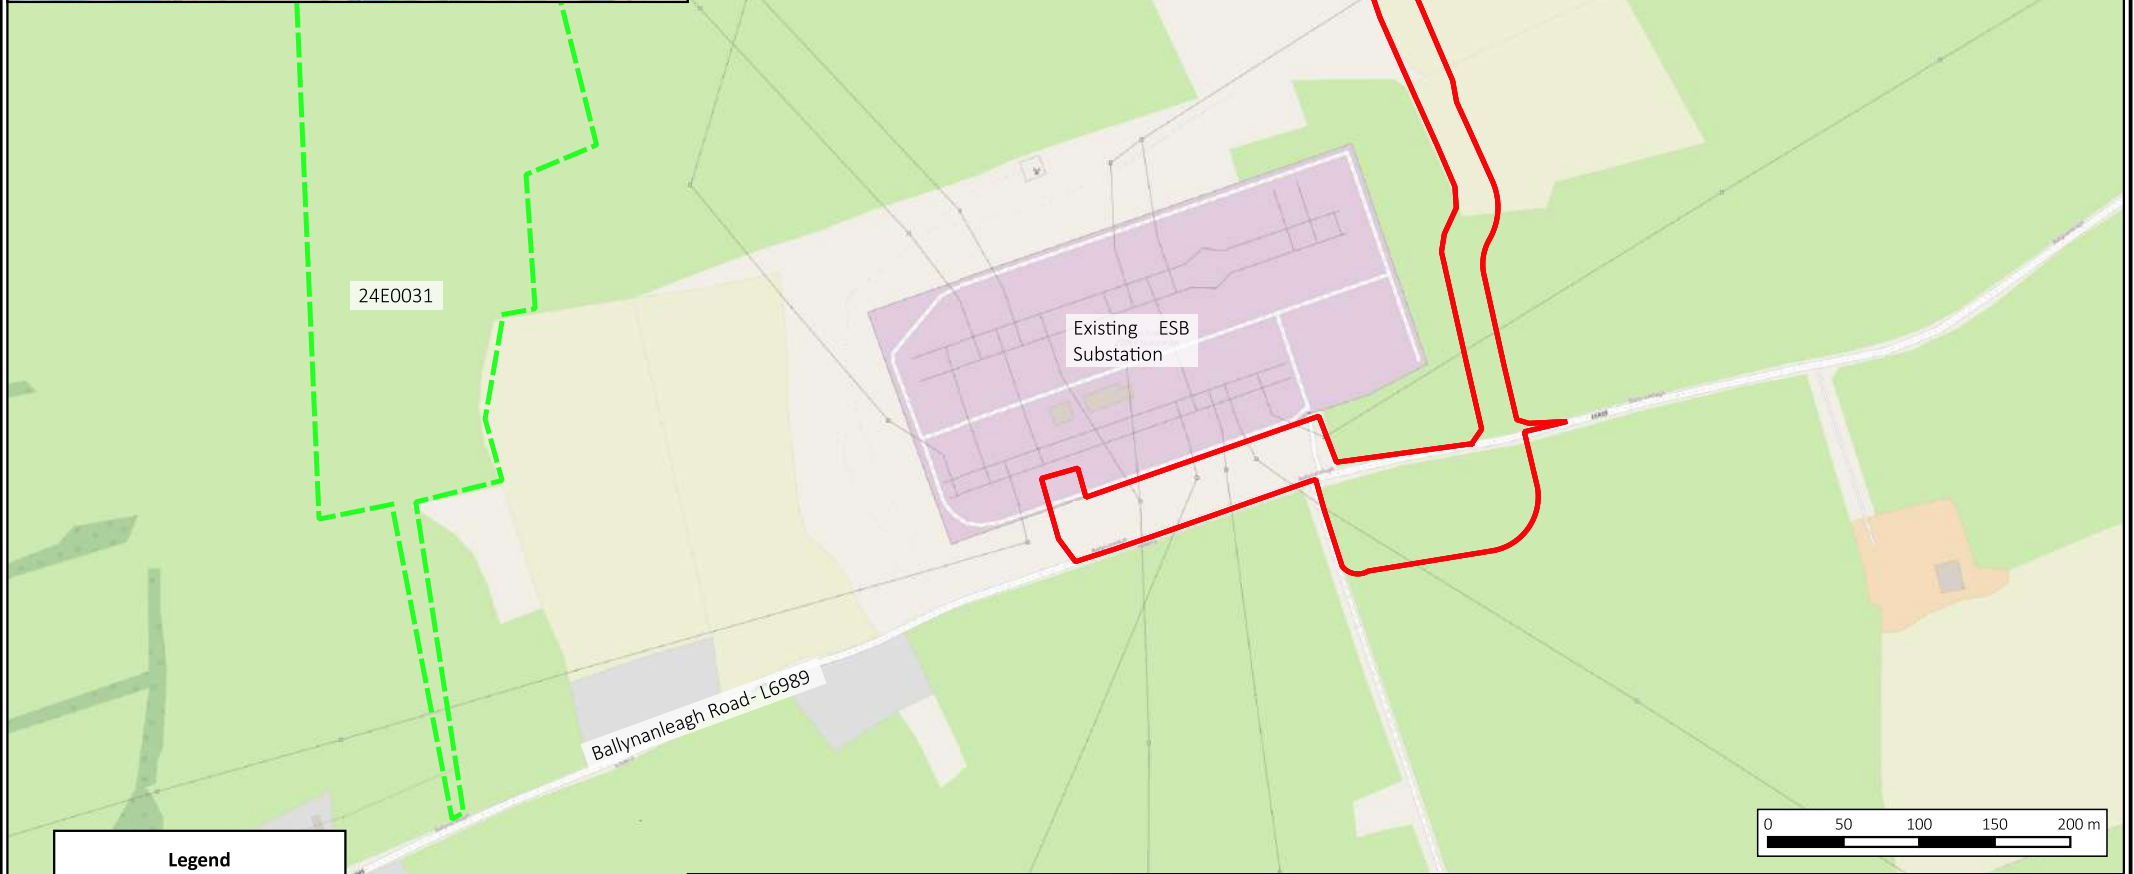 24E0031
Existing ESB
Substation
Ballynanleagh Road - L6989
0 50 100 150 200 m
Legend